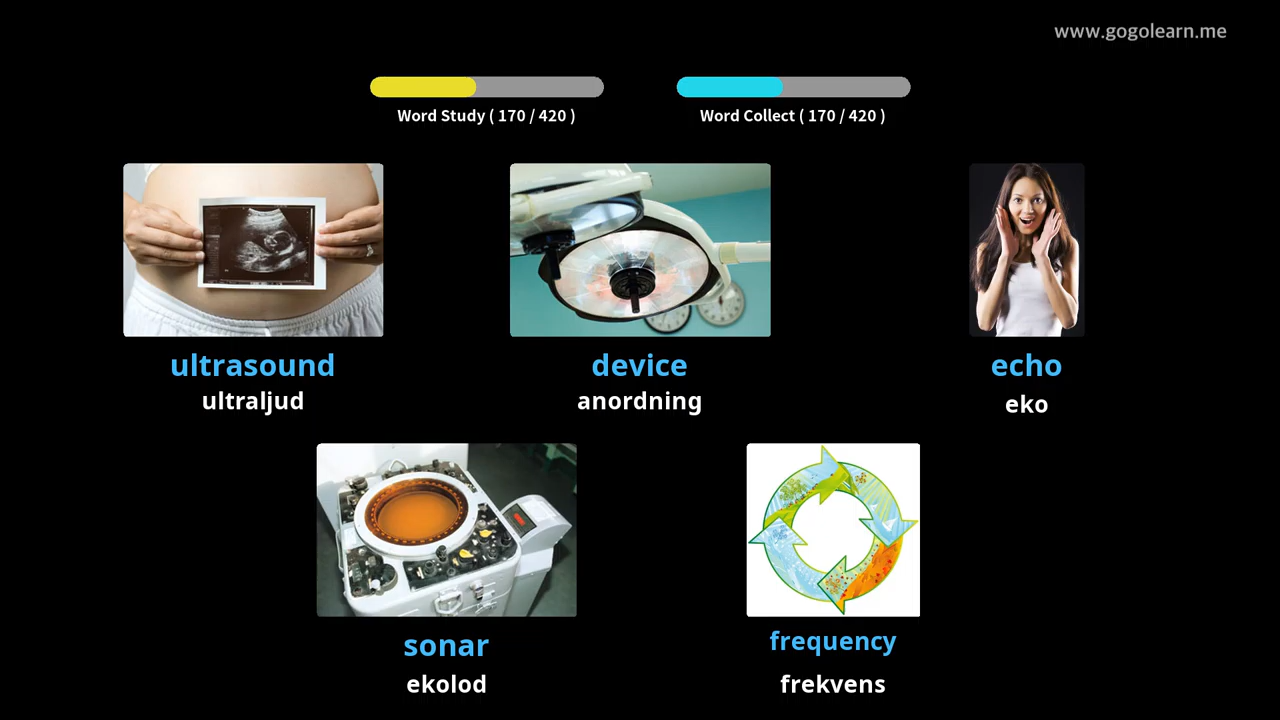 www.gogolearn.me
Word Study ( 170 / 420 )
Word Collect ( 170 / 420 )
ultrasound
ultraljud
device
anordning
echo
eko
sonar
ekolod
frequency
frekvens